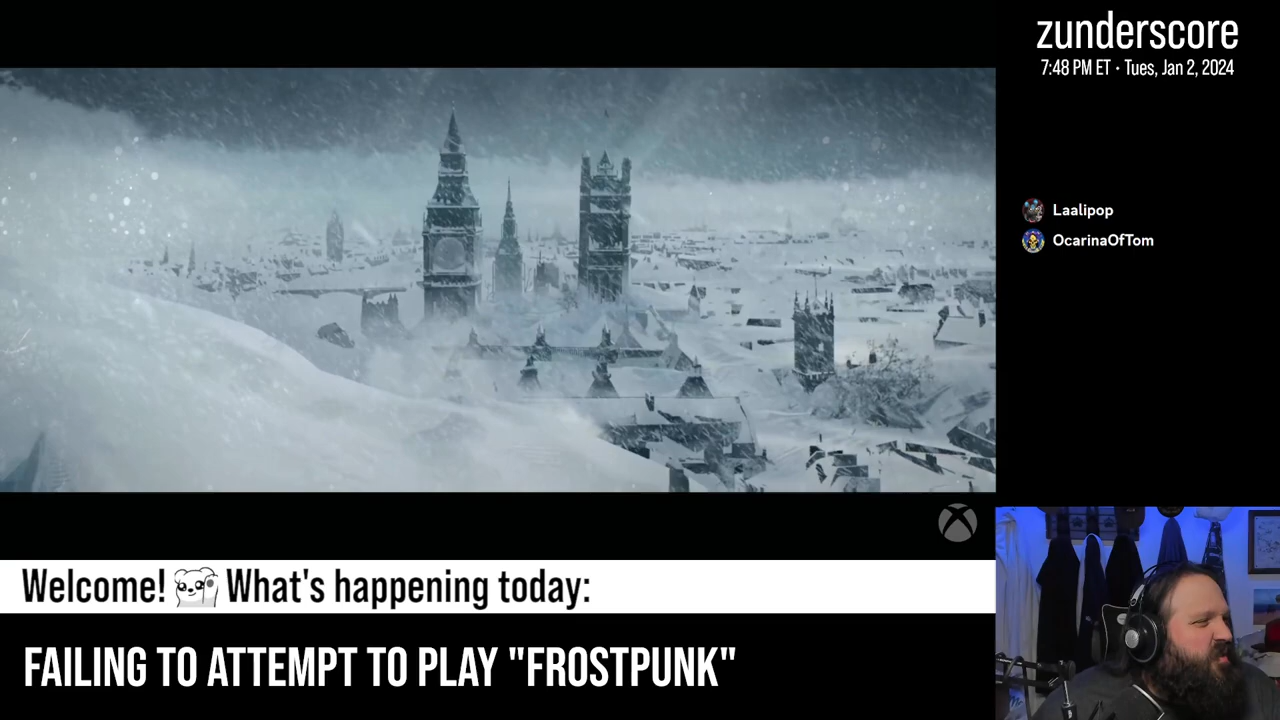 zunderscore
7:48 PM ET · Tues, Jan 2, 2024
Laalipop
OcarinaOfTom
Welcome! What's happening today:
FAILING TO ATTEMPT TO PLAY "FROSTPUNK"